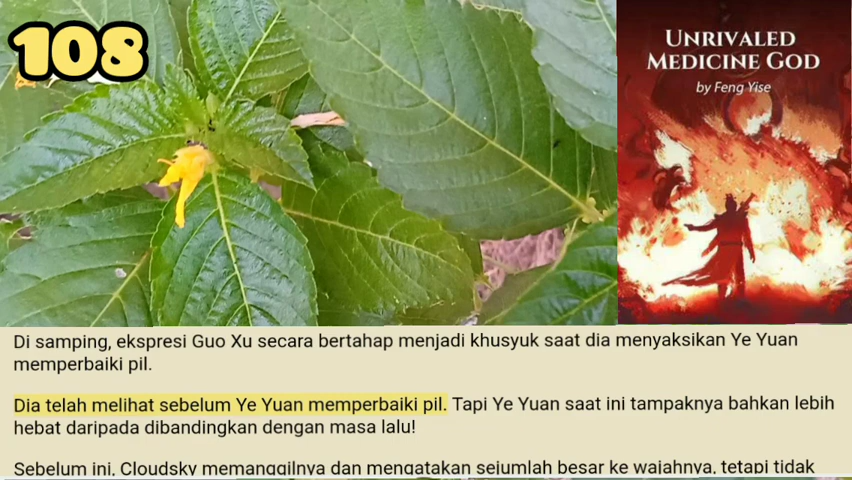 108
UNRIVALED
MEDICINE GOD
by Feng Yise
Di samping, ekspresi Guo Xu secara bertahap menjadi khusyuk saat dia menyaksikan Ye Yuan
memperbaiki pil.
Dia telah melihat sebelum Ye Yuan memperbaiki pil. Tapi Ye Yuan saat ini tampaknya bahkan lebih
hebat daripada dibandingkan dengan masa lalu!
Sebelum ini, Cloudsky memanggilnya dan mengatakan sejumlah besar ke wajahnya, tetapi tidak